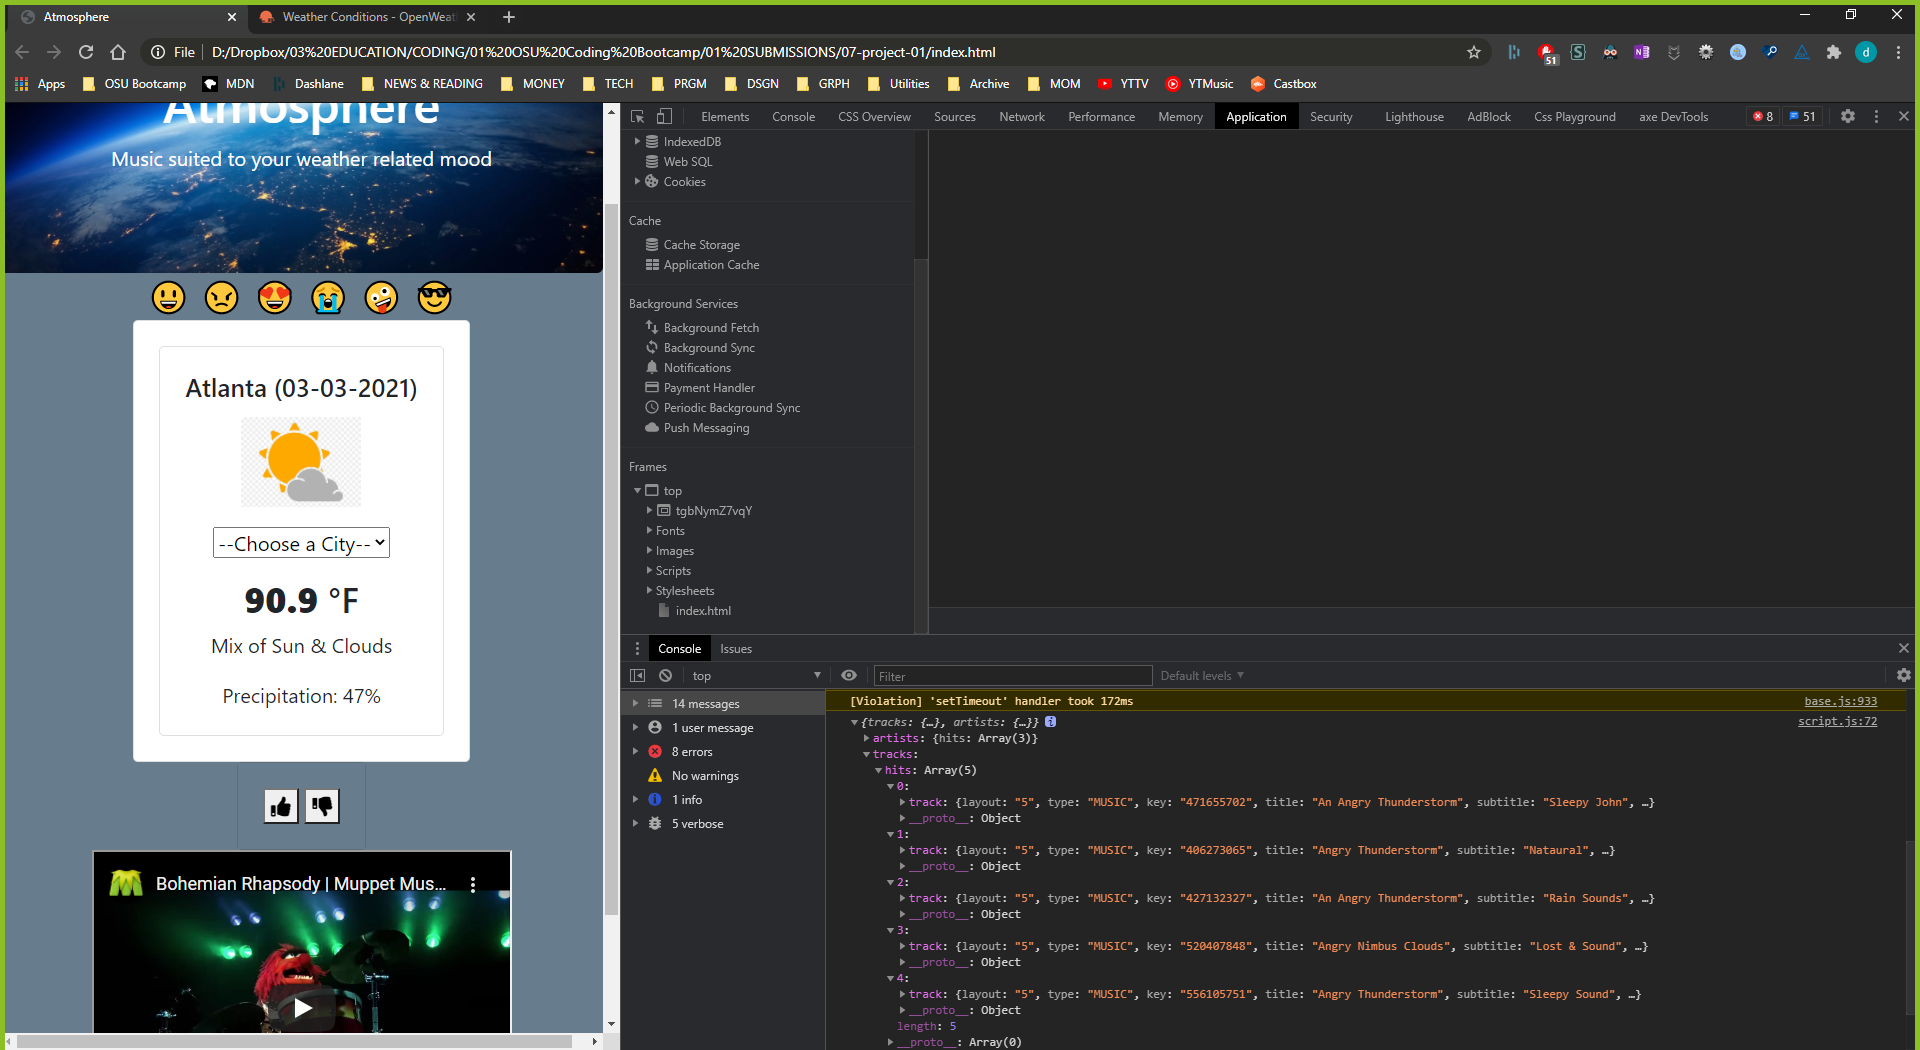 Atmosphere
Weather Conditions - OpenWeat
File
D:/Dropbox/03%20EDUCATION/CODING/01%20OSU%20Coding%20Bootcamp/01%20SUBMISSIONS/07-project-01/index.html
51
d
Apps
OSU Bootcamp
MDN
Dashlane
NEWS & READING
MONEY
TECH
PRGM
DSGN
GRPH
Utilities
Archive
MOM
YTTV
YTMusic
Castbox
Atmosphere
Music suited to your weather related mood
Atlanta (03-03-2021)
--Choose a City--
90.9 °F
Mix of Sun & Clouds
Precipitation: 47%
Bohemian Rhapsody | Muppet Mus...
Elements
Console
CSS Overview
Sources
Network
Performance
Memory
Application
Security
Lighthouse
AdBlock
Css Playground
axe DevTools
8
51
IndexedDB
Web SQL
Cookies
Cache
Cache Storage
Application Cache
Background Services
Background Fetch
Background Sync
Notifications
Payment Handler
Periodic Background Sync
Push Messaging
Frames
top
tgbNymZ7vqY
Fonts
Images
Scripts
Stylesheets
index.html
Console
Issues
top
Filter
Default levels
14 messages
1 user message
8 errors
No warnings
1 info
5 verbose
[Violation] 'setTimeout' handler took 172ms
base.js:933
{tracks: {…}, artists: {…}}
script.js:72
artists: {hits: Array(3)}
tracks:
hits: Array(5)
0:
track: {layout: "5", type: "MUSIC", key: "471655702", title: "An Angry Thunderstorm", subtitle: "Sleepy John", …}
__proto__: Object
1:
track: {layout: "5", type: "MUSIC", key: "406273065", title: "Angry Thunderstorm", subtitle: "Nataural", …}
__proto__: Object
2:
track: {layout: "5", type: "MUSIC", key: "427132327", title: "An Angry Thunderstorm", subtitle: "Rain Sounds", …}
__proto__: Object
3:
track: {layout: "5", type: "MUSIC", key: "520407848", title: "Angry Nimbus Clouds", subtitle: "Lost & Sound", …}
__proto__: Object
4:
track: {layout: "5", type: "MUSIC", key: "556105751", title: "Angry Thunderstorm", subtitle: "Sleepy Sound", …}
__proto__: Object
length: 5
__proto__: Array(0)